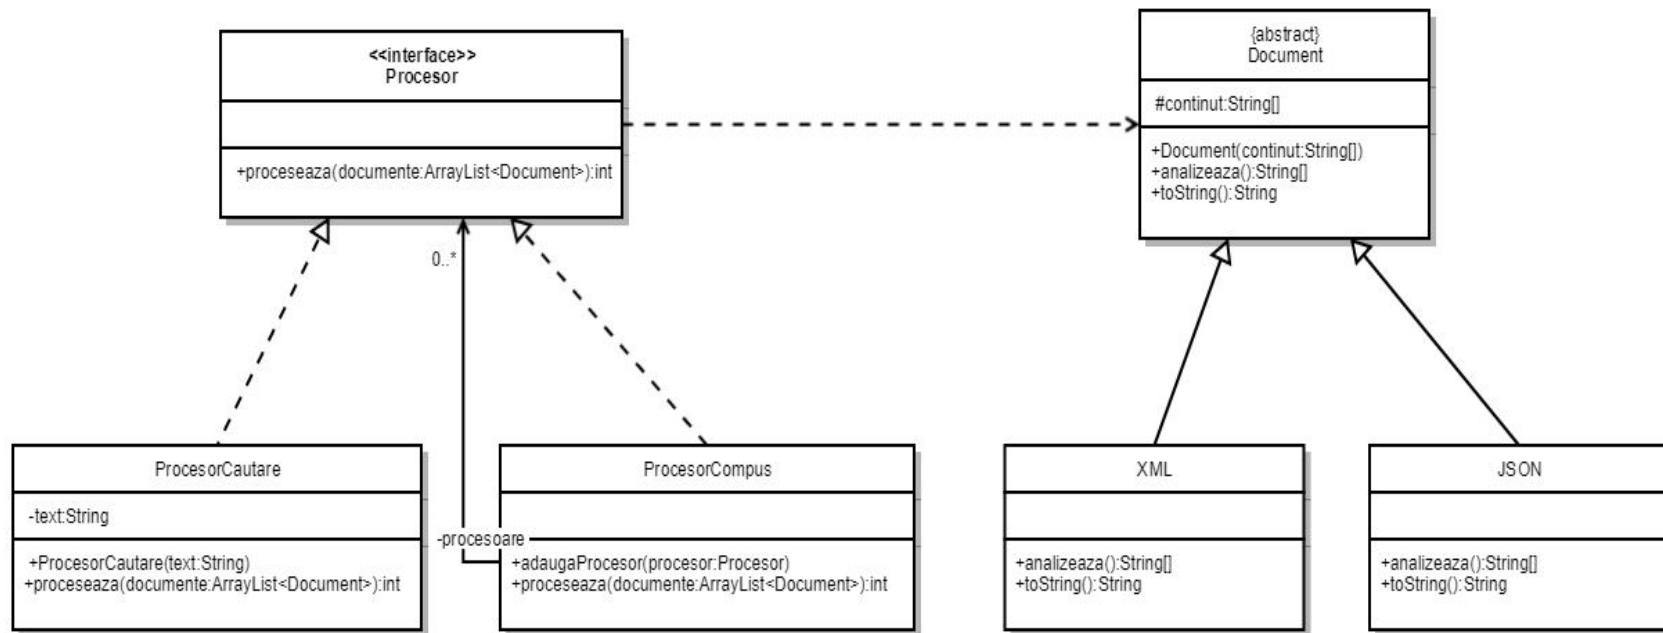 <<interface>>
Procesor
+proceseaza(documente:ArrayList<Document>):int
{abstract}
Document
#continut:String[]
+Document(continut:String[])
+analizeaza():String[]
+toString():String
0..*
-procesoare
ProcesorCautare
-text:String
+ProcesorCautare(text:String)
+proceseaza(documente:ArrayList<Document>):int
ProcesorCompus
+adaugaProcesor(procesor:Procesor)
+proceseaza(documente:ArrayList<Document>):int
XML
+analizeaza():String[]
+toString():String
JSON
+analizeaza():String[]
+toString():String